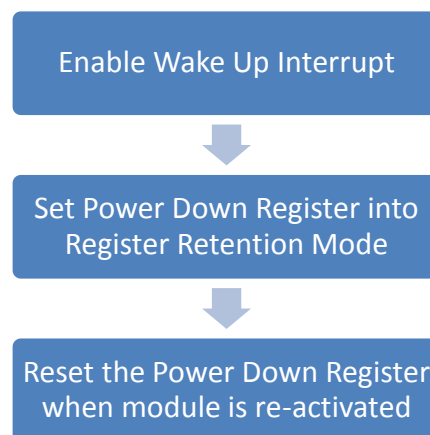 Enable Wake Up Interrupt
Set Power Down Register into
Register Retention Mode
Reset the Power Down Register
when module is re-activated